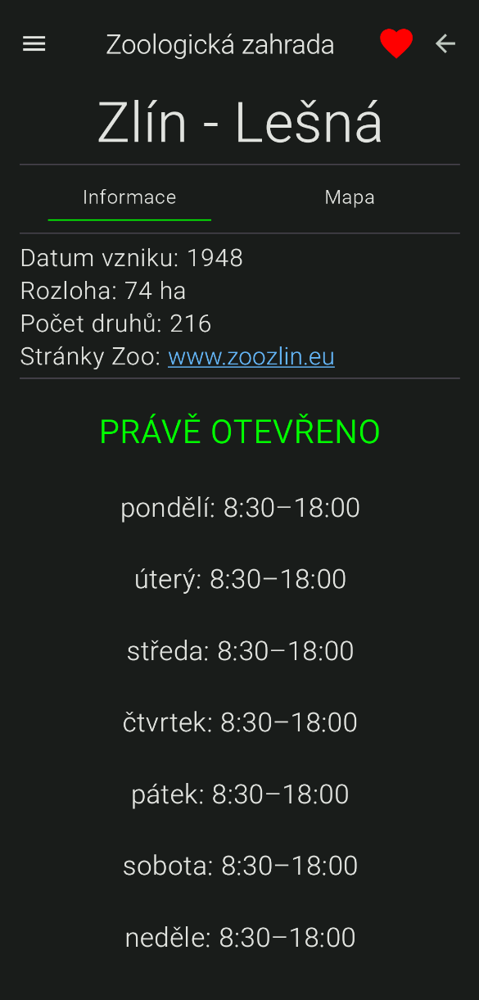 Zoologická zahrada
Zlín - Lešná
Informace
Mapa
Datum vzniku: 1948
Rozloha: 74 ha
Počet druhů: 216
Stránky Zoo: www.zoozlin.eu
PRÁVĚ OTEVŘENO
pondělí: 8:30–18:00
úterý: 8:30–18:00
středa: 8:30–18:00
čtvrtek: 8:30–18:00
pátek: 8:30–18:00
sobota: 8:30–18:00
neděle: 8:30–18:00